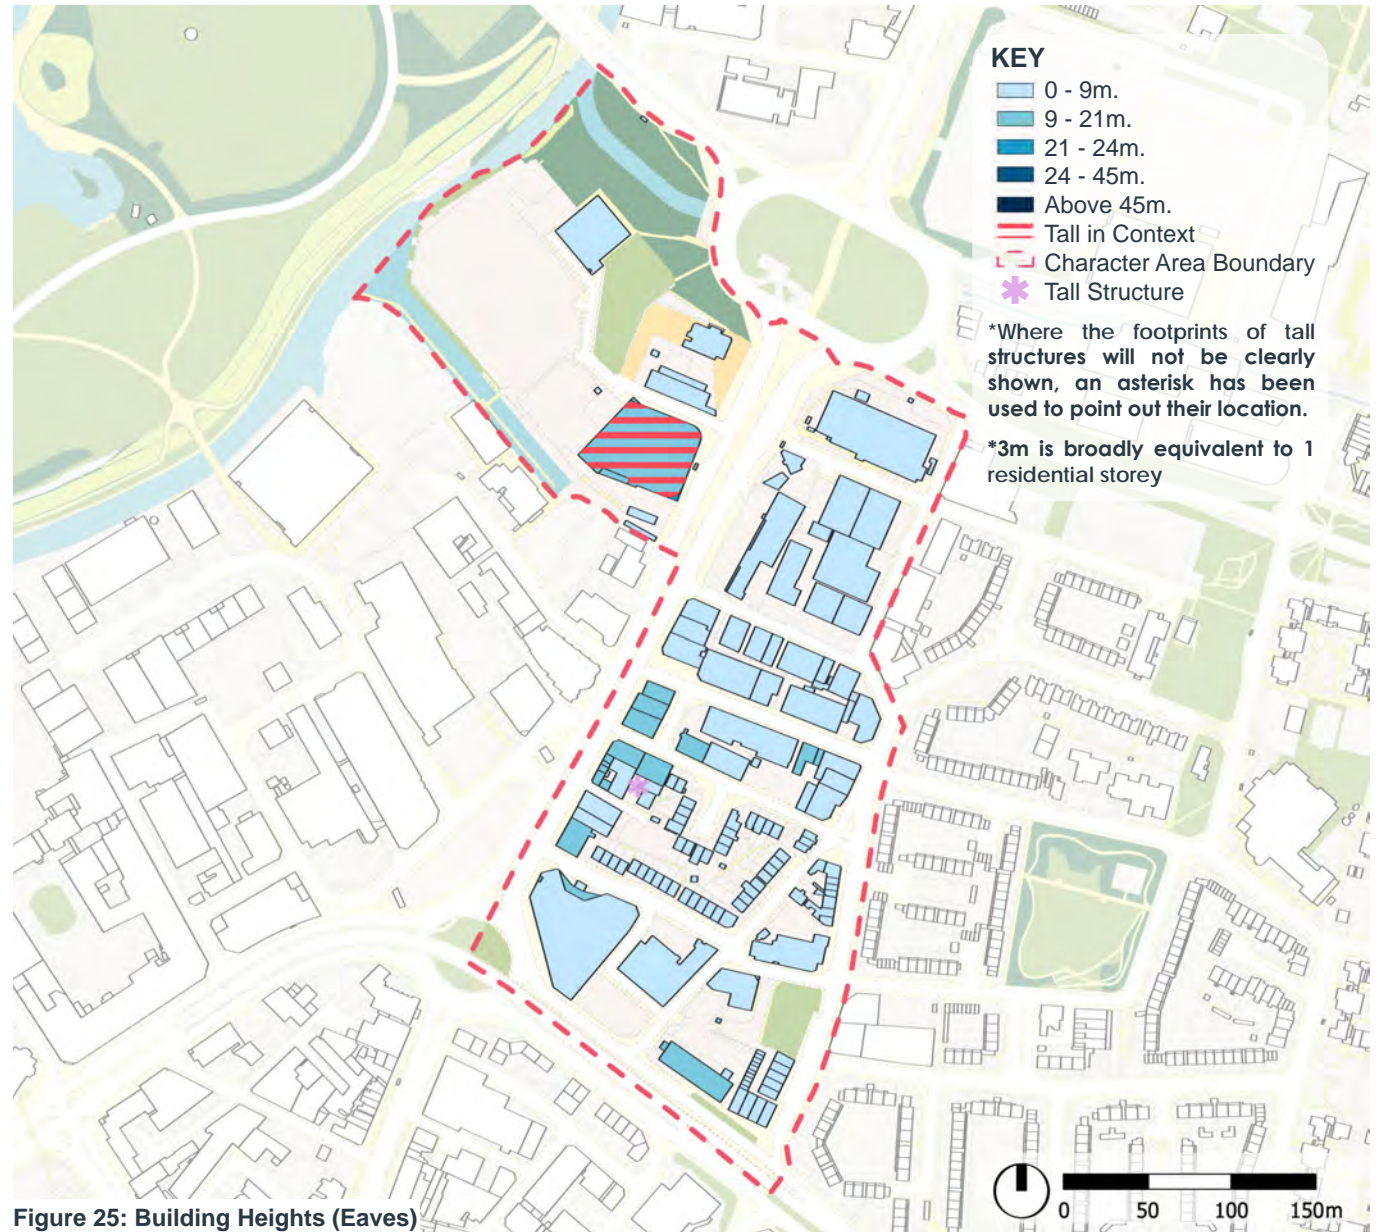 KEY
0 - 9m.
9 - 21m.
21 - 24m.
24 - 45m.
Above 45m.
Tall in Context
Character Area Boundary
Tall Structure
*Where the footprints of tall
structures will not be clearly
shown, an asterisk has been
used to point out their location.
*3m is broadly equivalent to 1
residential storey
0 50 100 150m
Figure 25: Building Heights (Eaves)